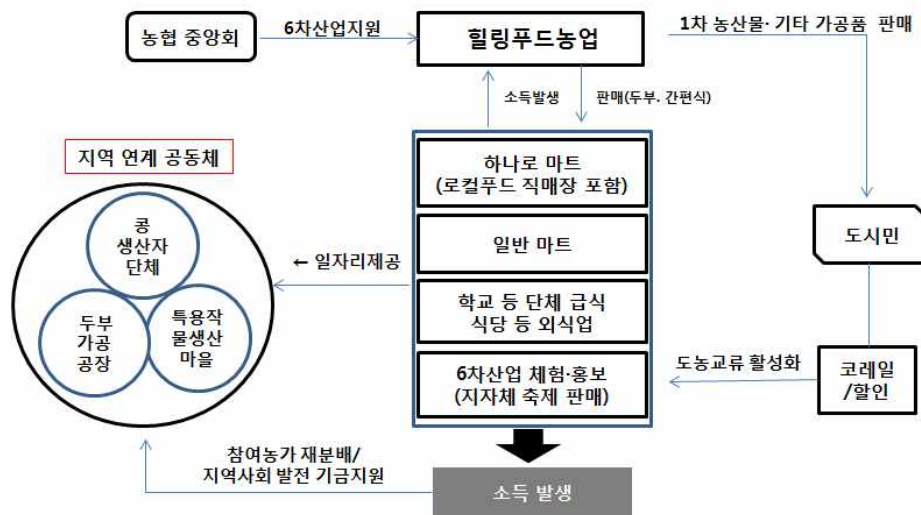 농협 중앙회
6차산업지원
힐링푸드농업
1차 농산물·기타 가공품 판매
소득발생
판매(두부. 간편식)
지역 연계 공동체
하나로 마트
(로컬푸드 직매장 포함)
콩
생산자
단체
일반 마트
도시민
← 일자리제공
학교 등 단체 급식
식당 등 외식업
두부
가공
공장
특용작
물생산
마을
6차산업 체험·홍보
(지자체 축제 판매)
도농교류 활성화
코레일
/할인
참여농가 재분배/
지역사회 발전 기금지원
소득 발생